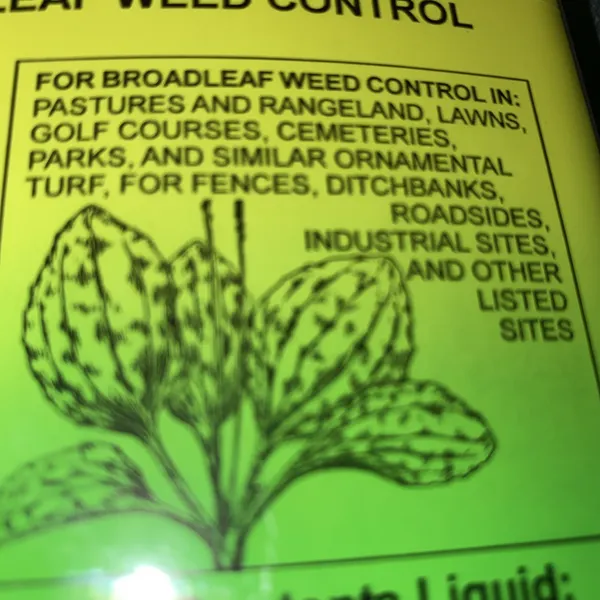 WEED CONTROL
FOR BROADLEAF WEED CONTROL IN:
PASTURES AND RANGELAND, LAWNS,
GOLF COURSES, CEMETERIES,
PARKS, AND SIMILAR ORNAMENTAL
TURF, FOR FENCES, DITCHBANKS,
ROADSIDES,
INDUSTRIAL SITES,
AND OTHER
LISTED
SITES
Liquid: